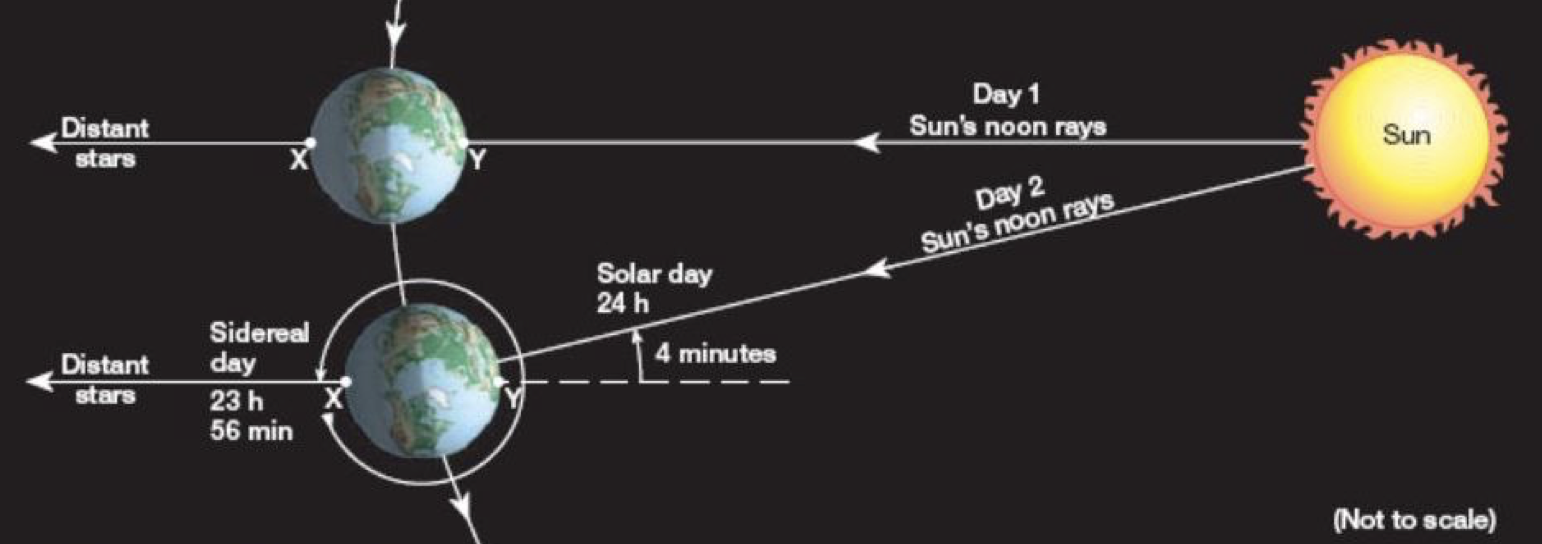 Day 1
Sun's noon rays
Distant
stars
X
Y
Sun
Day 2
Sun's noon rays
Solar day
24 h
4 minutes
Sidereal
day
23 h
56 min
Distant
stars
X
Y
(Not to scale)